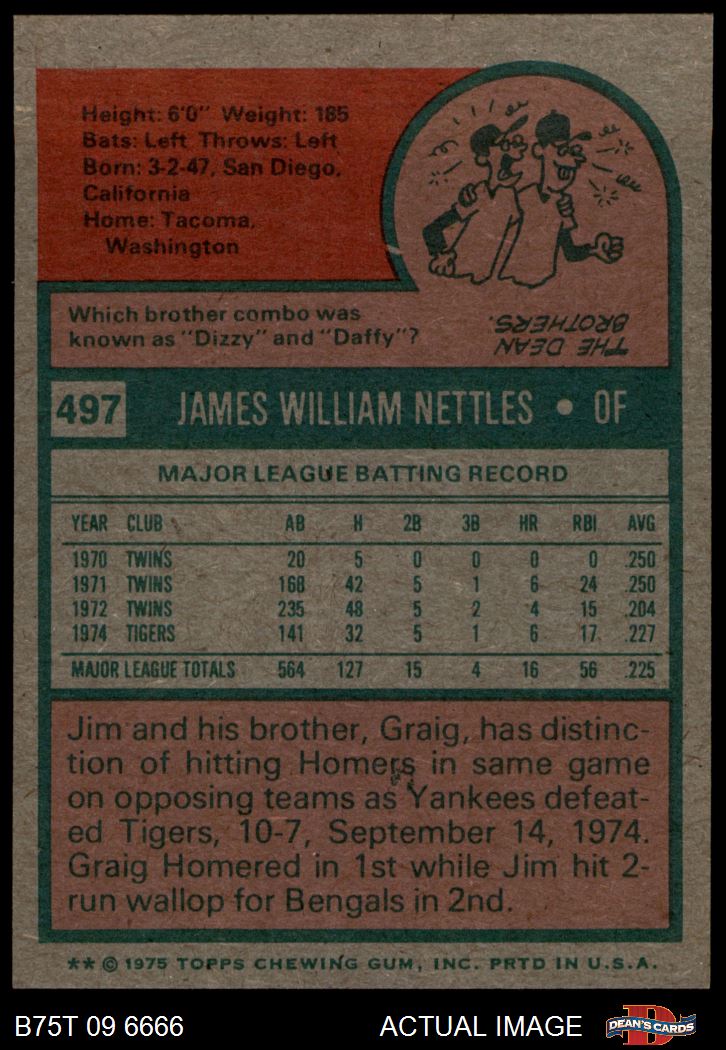 Height: 6'0" Weight: 185
Bats: Left Throws: Left
Born: 3-2-47, San Diego,
California
Home: Tacoma,
Washington
Which brother combo was
known as "Dizzy" and "Daffy"?
THE DEAN
BROTHERS.
497 JAMES WILLIAM NETTLES • OF
MAJOR LEAGUE BATTING RECORD
YEAR CLUB AB H 2B 3B HR RBI AVG
1970 TWINS 20 5 0 0 0 0 .250
1971 TWINS 168 42 5 1 6 24 .250
1972 TWINS 235 48 5 2 4 15 .204
1974 TIGERS 141 32 5 1 6 17 .227
MAJOR LEAGUE TOTALS 564 127 15 4 16 56 .225
Jim and his brother, Graig, has distinc-
tion of hitting Homers in same game
on opposing teams as Yankees defeat-
ed Tigers, 10-7, September 14, 1974.
Graig Homered in 1st while Jim hit 2-
run wallop for Bengals in 2nd.
** © 1975 TOPPS CHEWING GUM, INC. PRTD IN U.S.A.
B75T 09 6666 ACTUAL IMAGE DEAN'S CARDS